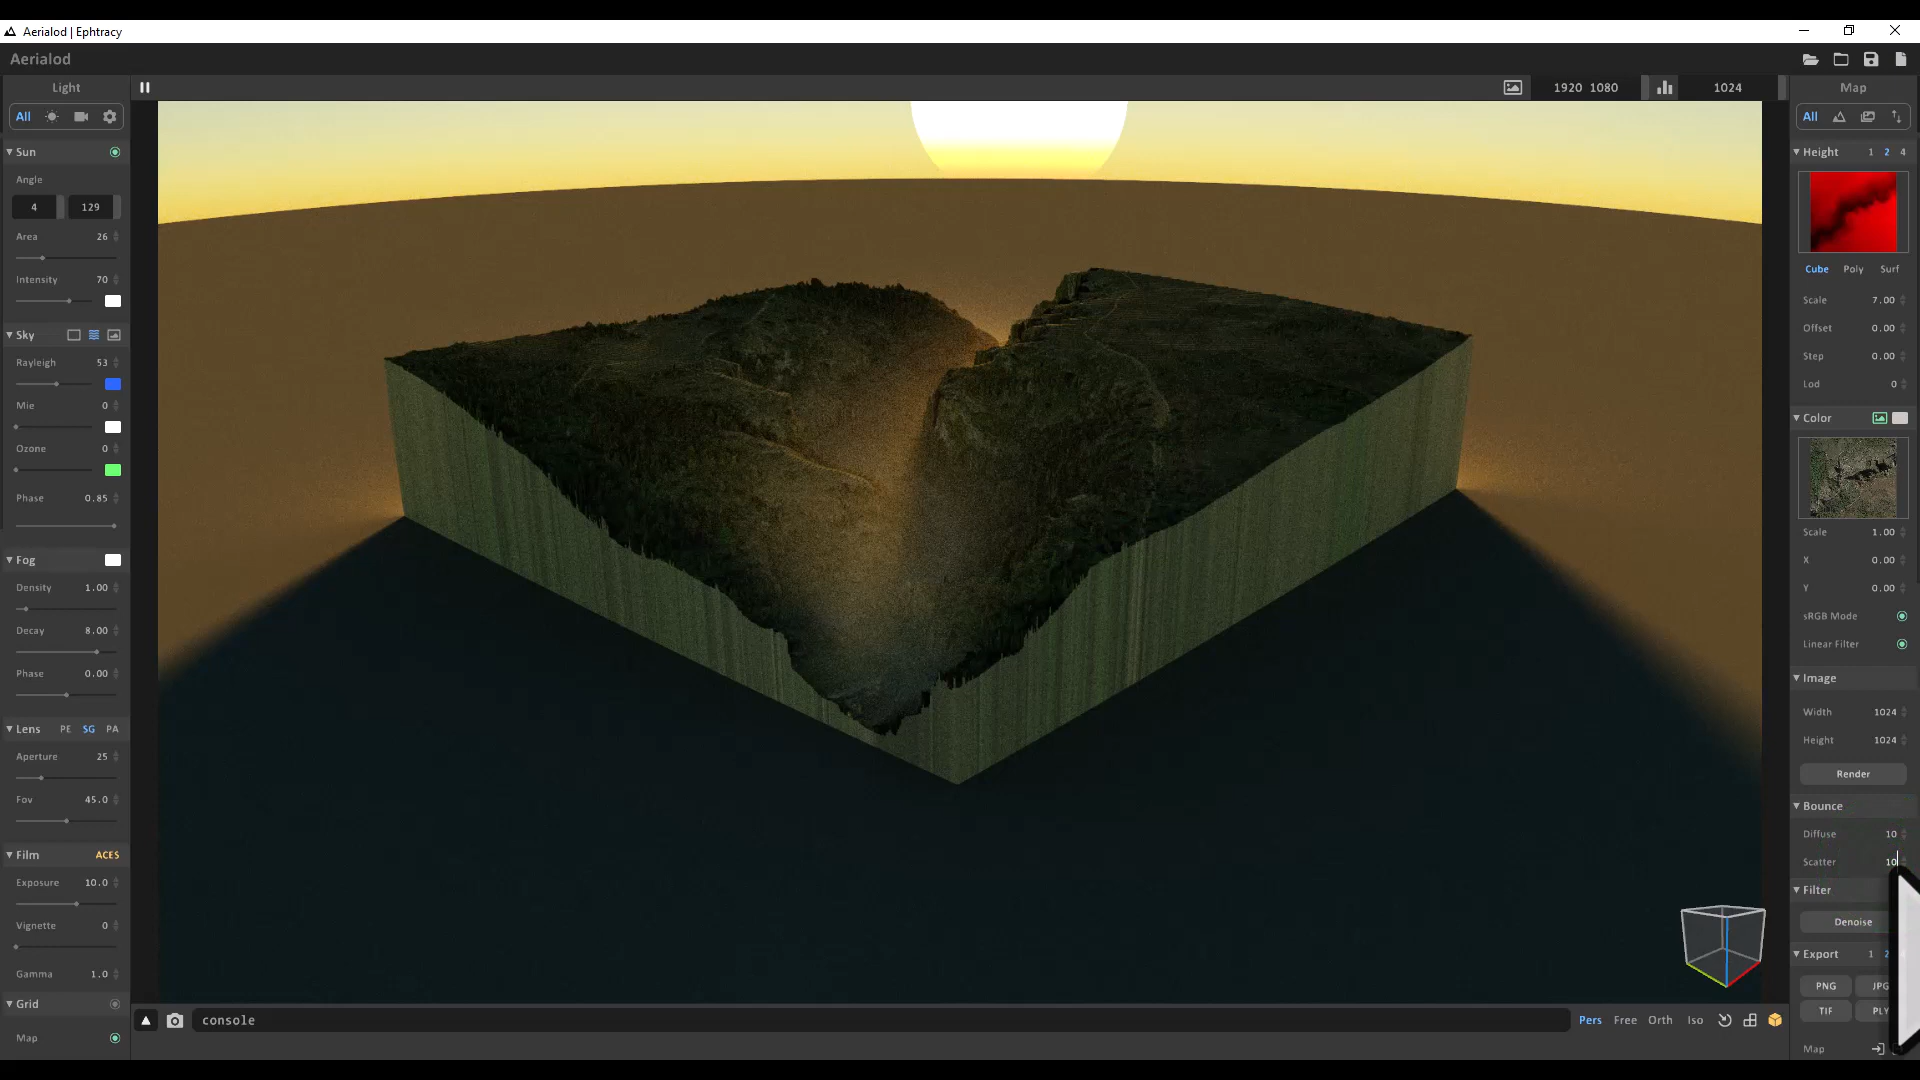 Aerialod | Ephtracy
Aerialod
Light
1920 1080
1024
Map
All
All
Sun
Height 1 2 4
Angle
4 129
Area 26
Cube Poly Surf
Intensity 70
Scale 7.00
Offset 0.00
Sky
Step 0.00
Rayleigh 53
Lod 0
Mie 0
Color
Ozone 0
Phase 0.85
Scale 1.00
Fog
X 0.00
Density 1.00
Y 0.00
sRGB Mode
Decay 8.00
Linear Filter
Phase 0.00
Image
Width 1024
Lens PE SG PA
Height 1024
Aperture 25
Render
Fov 45.0
Bounce
Diffuse 10
Film ACES
Scatter 10
Exposure 10.0
Filter
Vignette 0
Denoise
Export 1 2
Gamma 1.0
PNG JPG
Grid
TIF PLY
console
Pers Free Orth Iso
Map
Map